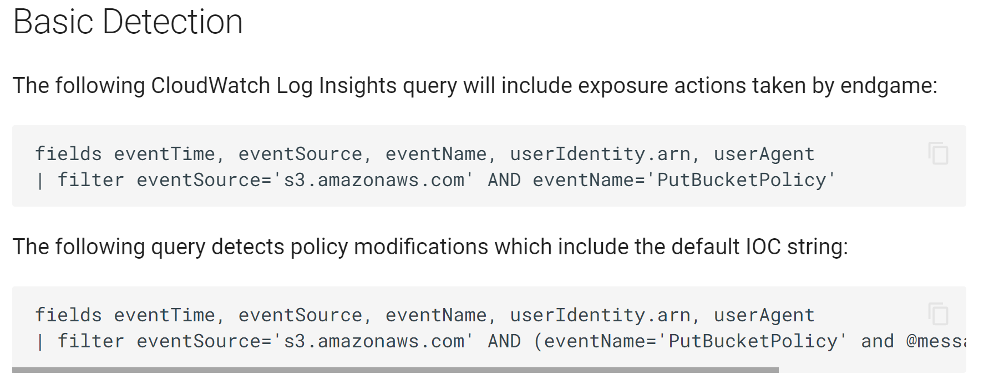 Basic Detection
The following CloudWatch Log Insights query will include exposure actions taken by endgame:
fields eventTime, eventSource, eventName, userIdentity.arn, userAgent
| filter eventSource='s3.amazonaws.com' AND eventName='PutBucketPolicy'
The following query detects policy modifications which include the default IOC string:
fields eventTime, eventSource, eventName, userIdentity.arn, userAgent
| filter eventSource='s3.amazonaws.com' AND (eventName='PutBucketPolicy' and @messa